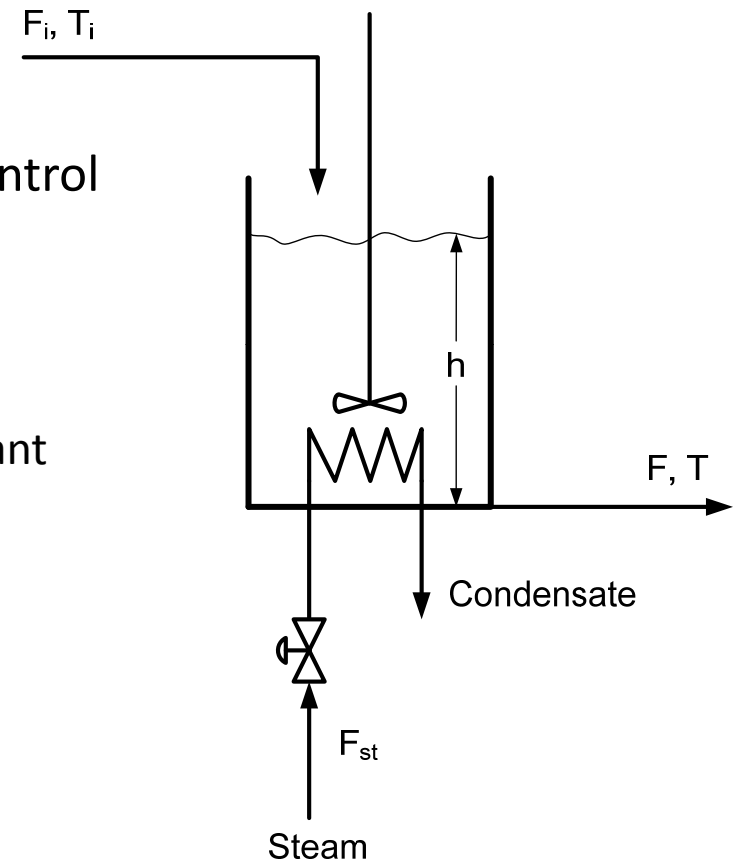 Fᵢ, Tᵢ
ntrol
h
nt
F, T
Condensate
Fst
Steam